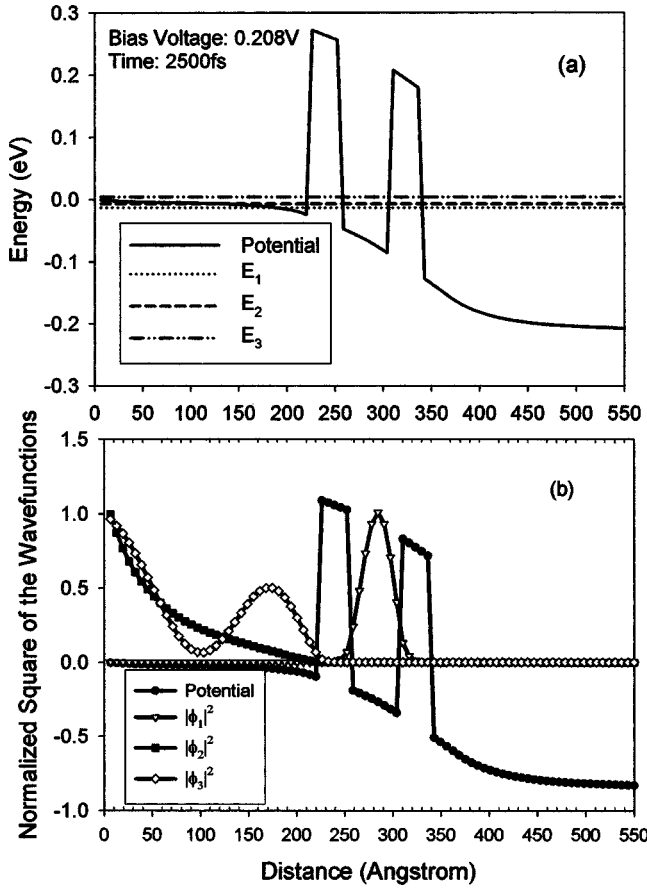 Bias Voltage: 0.208V
Time: 2500fs
(a)
Energy (eV)
0.3
0.2
0.1
0.0
-0.1
-0.2
-0.3
Potential
E₁
E₂
E₃
0 50 100 150 200 250 300 350 400 450 500 550
Normalized Square of the Wavefunctions
1.5
1.0
0.5
0.0
-0.5
-1.0
(b)
Potential
|ϕ₁|²
|ϕ₂|²
|ϕ₃|²
0 50 100 150 200 250 300 350 400 450 500 550
Distance (Angstrom)